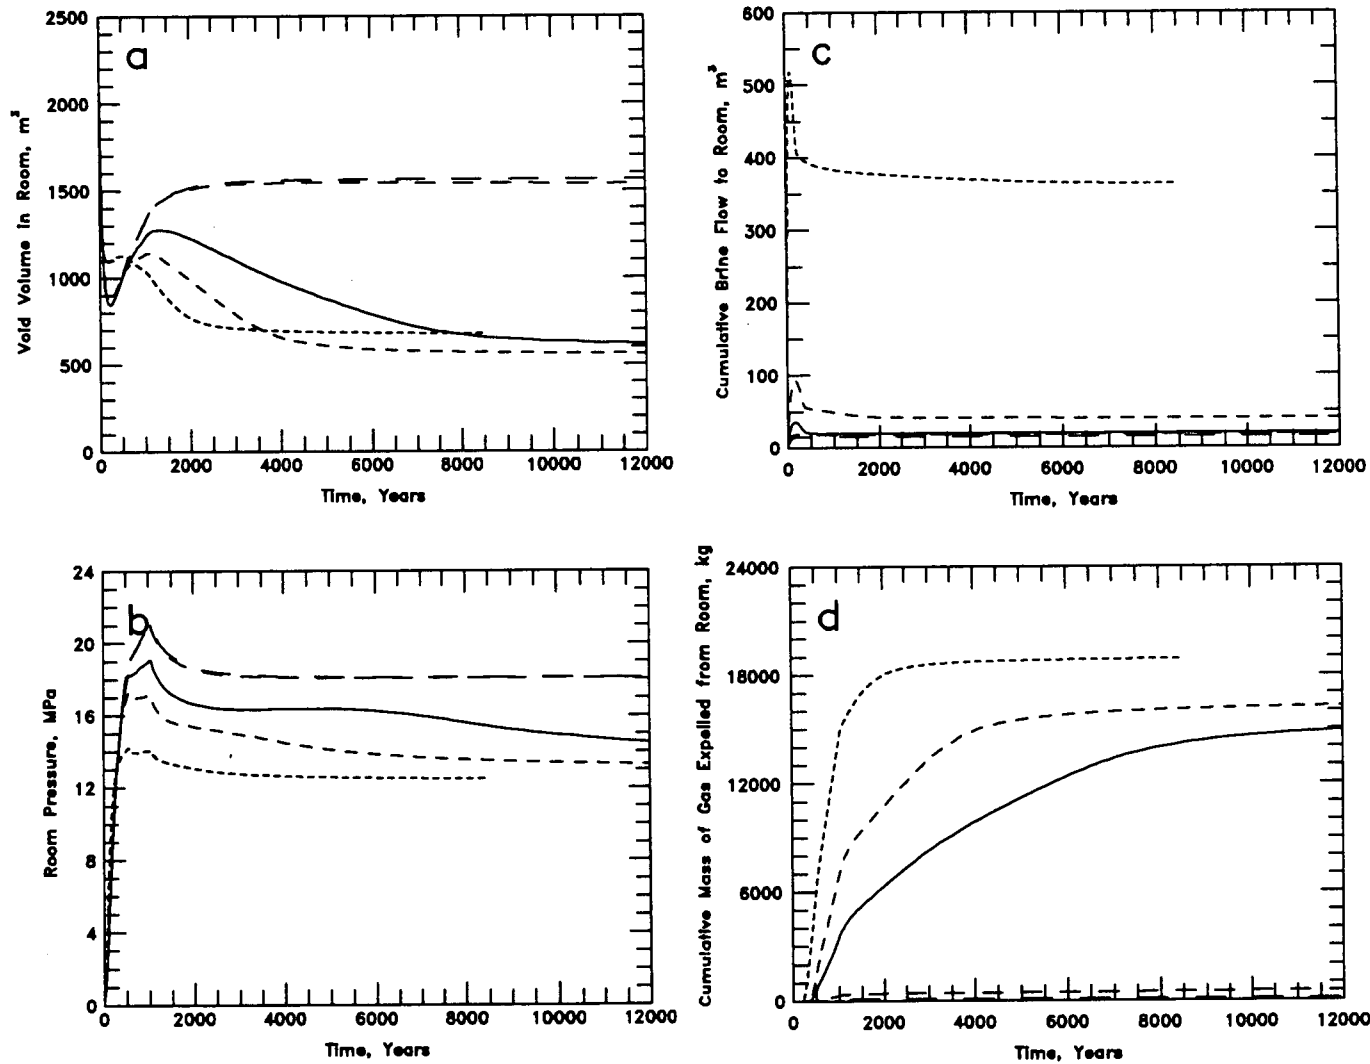 a
2500
2000
1500
1000
500
0
Void Volume In Room, m³
0 2000 4000 6000 8000 10000 12000
Time, Years
c
600
500
400
300
200
100
0
Cumulative Brine Flow to Room, m³
0 2000 4000 6000 8000 10000 12000
Time, Years
b
24
20
16
12
8
4
0
Room Pressure, MPa
0 2000 4000 6000 8000 10000 12000
Time, Years
d
24000
18000
12000
6000
0
Cumulative Mass of Gas Expelled from Room, kg
0 2000 4000 6000 8000 10000 12000
Time, Years